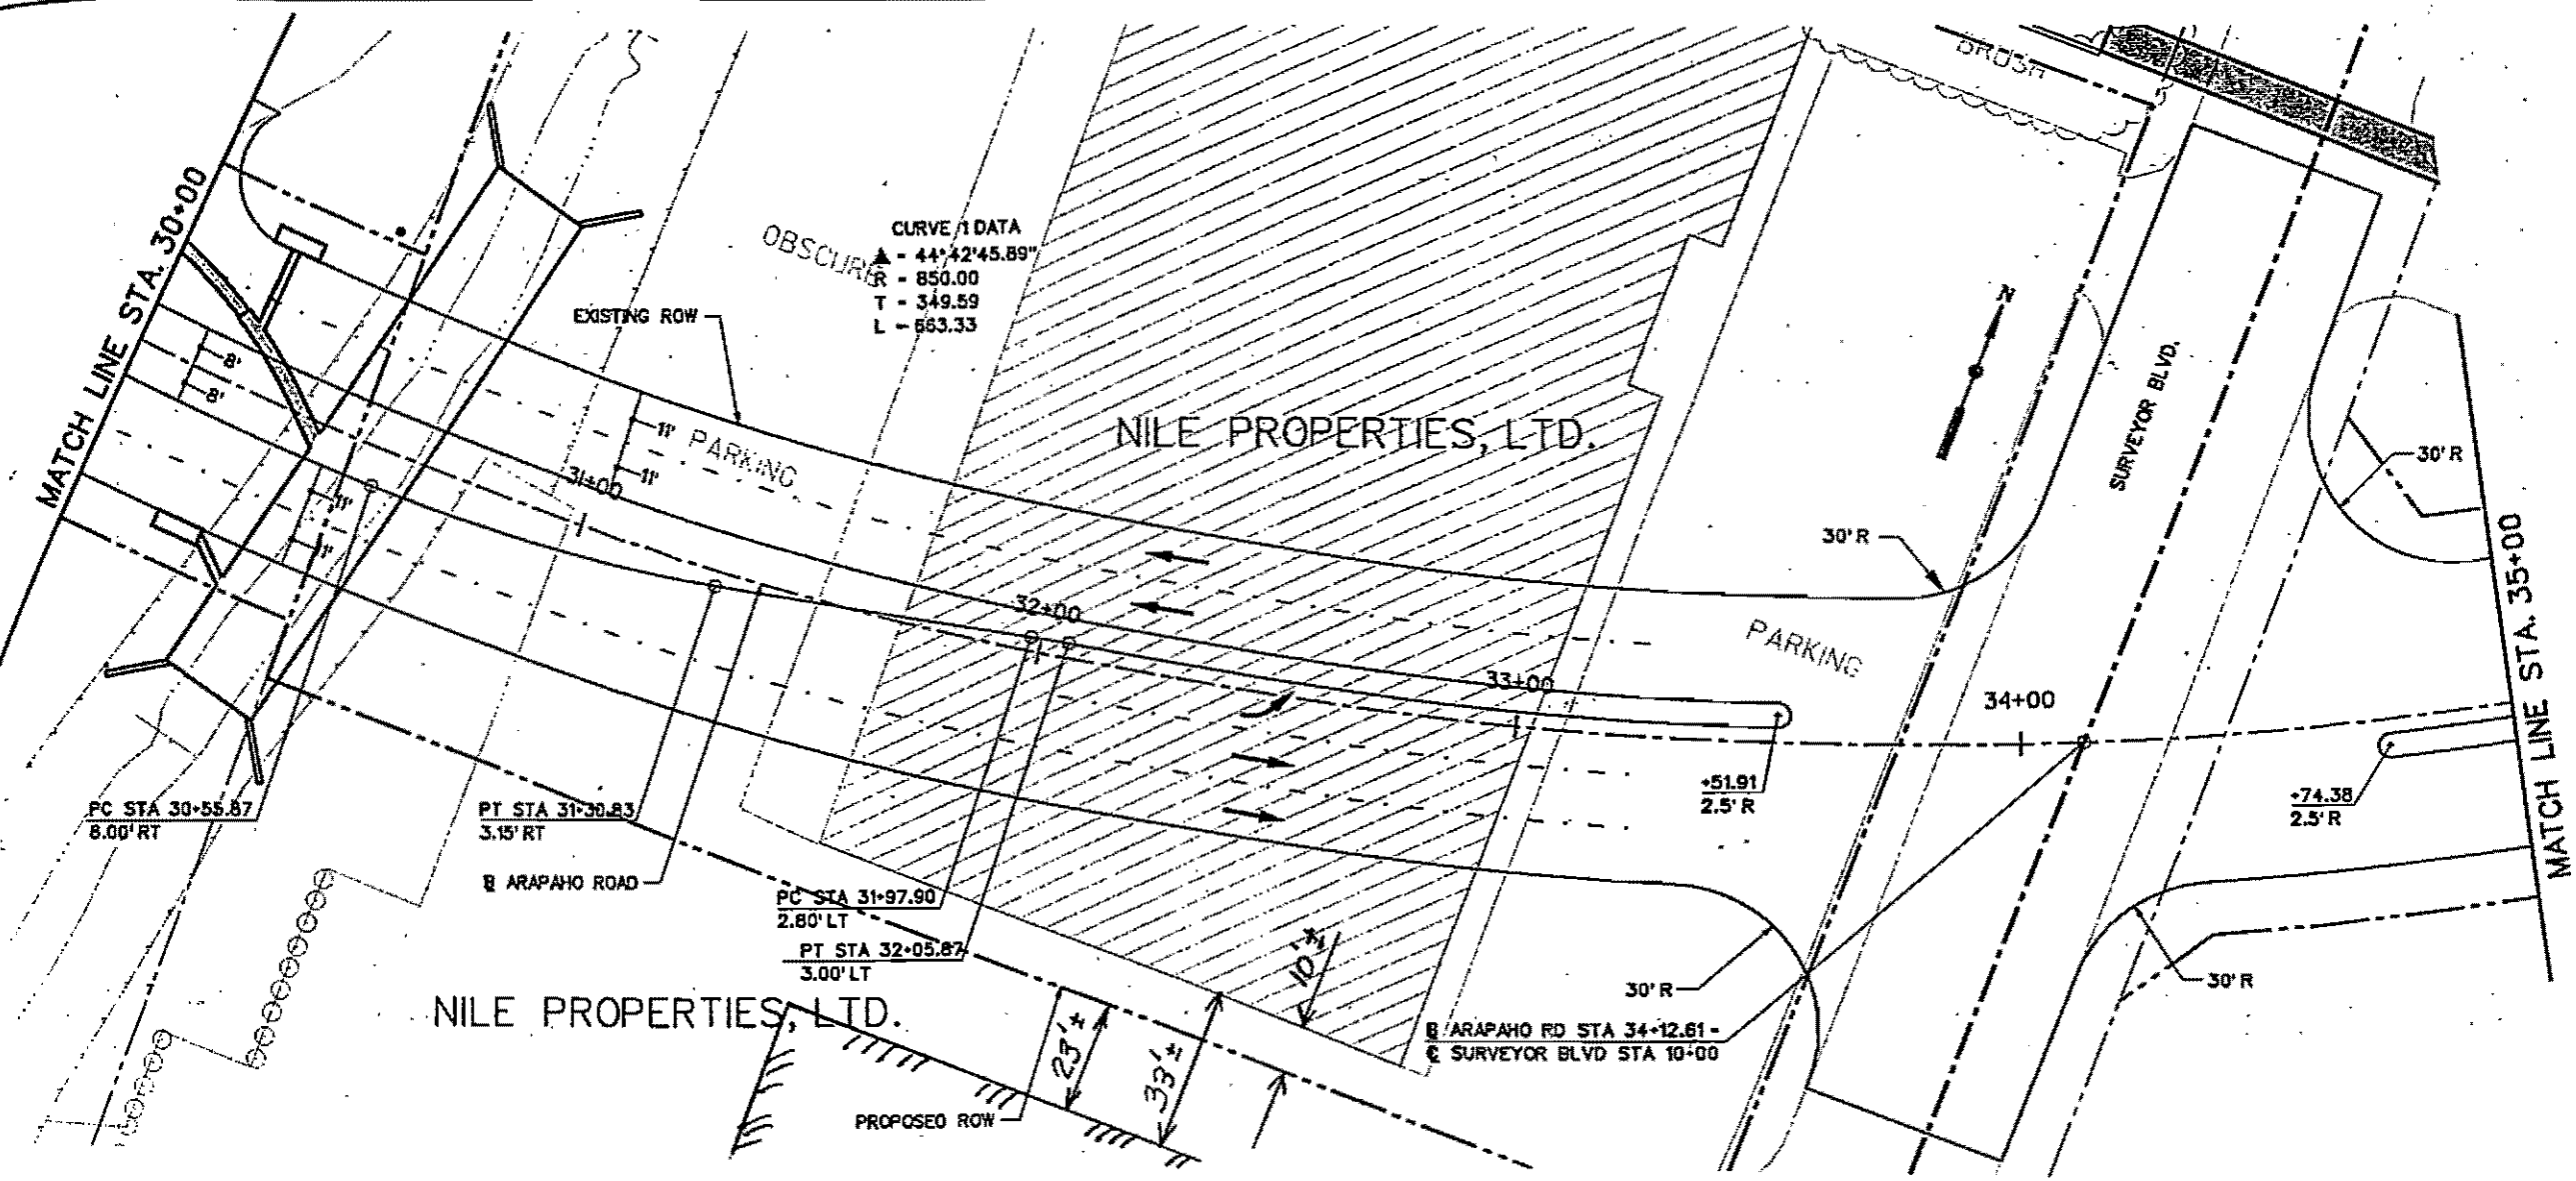 BRUSH
MATCH LINE STA. 30+00
OBSCURE
CURVE 1 DATA
▲ - 44°42'45.89"
R - 850.00
T - 349.59
L - 663.33
EXISTING ROW
N
SURVEYOR BLVD.
8'
8'
11'
11'
PARKING
NILE PROPERTIES, LTD.
30' R
31+00
11'
30' R
MATCH LINE STA. 35+00
32+00
PARKING
33+00
34+00
+51.91
2.5' R
+74.38
2.5' R
PC STA 30+55.87
8.00' RT
PT STA 31+30.83
3.15' RT
B ARAPAHO ROAD
PC STA 31+97.90
2.80' LT
PT STA 32+05.87
3.00' LT
10'±
30' R
30' R
NILE PROPERTIES, LTD.
23'±
33'±
B ARAPAHO RD STA 34+12.61 -
℄ SURVEYOR BLVD STA 10+00
PROPOSED ROW